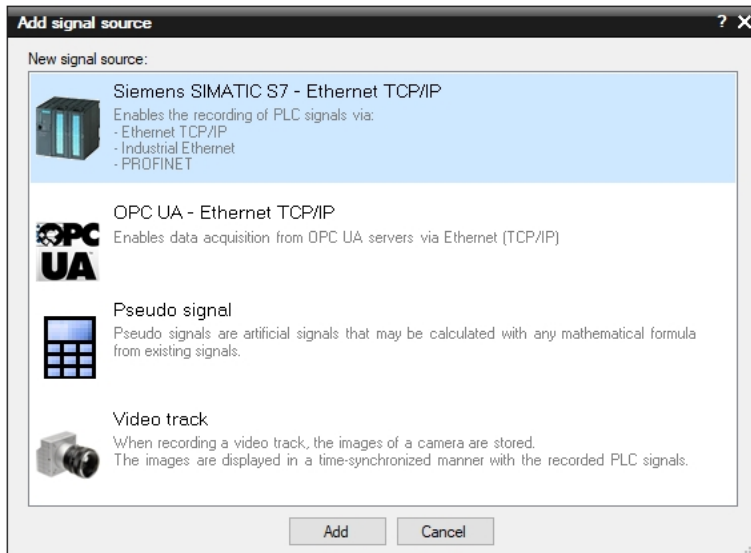 Add signal source
? X
New signal source:
Siemens SIMATIC S7 - Ethernet TCP/IP
Enables the recording of PLC signals via:
- Ethernet TCP/IP
- Industrial Ethernet
- PROFINET
OPC UA - Ethernet TCP/IP
OPC
UA
Enables data acquisition from OPC UA servers via Ethernet (TCP/IP)
Pseudo signal
Pseudo signals are artificial signals that may be calculated with any mathematical formula
from existing signals.
Video track
When recording a video track, the images of a camera are stored.
The images are displayed in a time-synchronized manner with the recorded PLC signals.
Add
Cancel